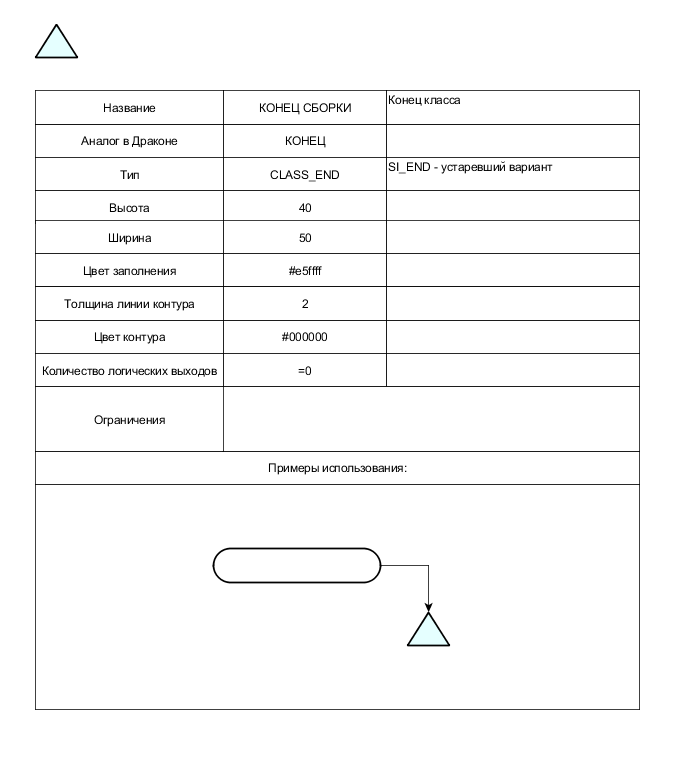 Название КОНЕЦ СБОРКИ Конец класса
Аналог в Драконе КОНЕЦ
Тип CLASS_END SI_END - устаревший вариант
Высота 40
Ширина 50
Цвет заполнения #e5ffff
Толщина линии контура 2
Цвет контура #000000
Количество логических выходов =0
Ограничения
Примеры использования: